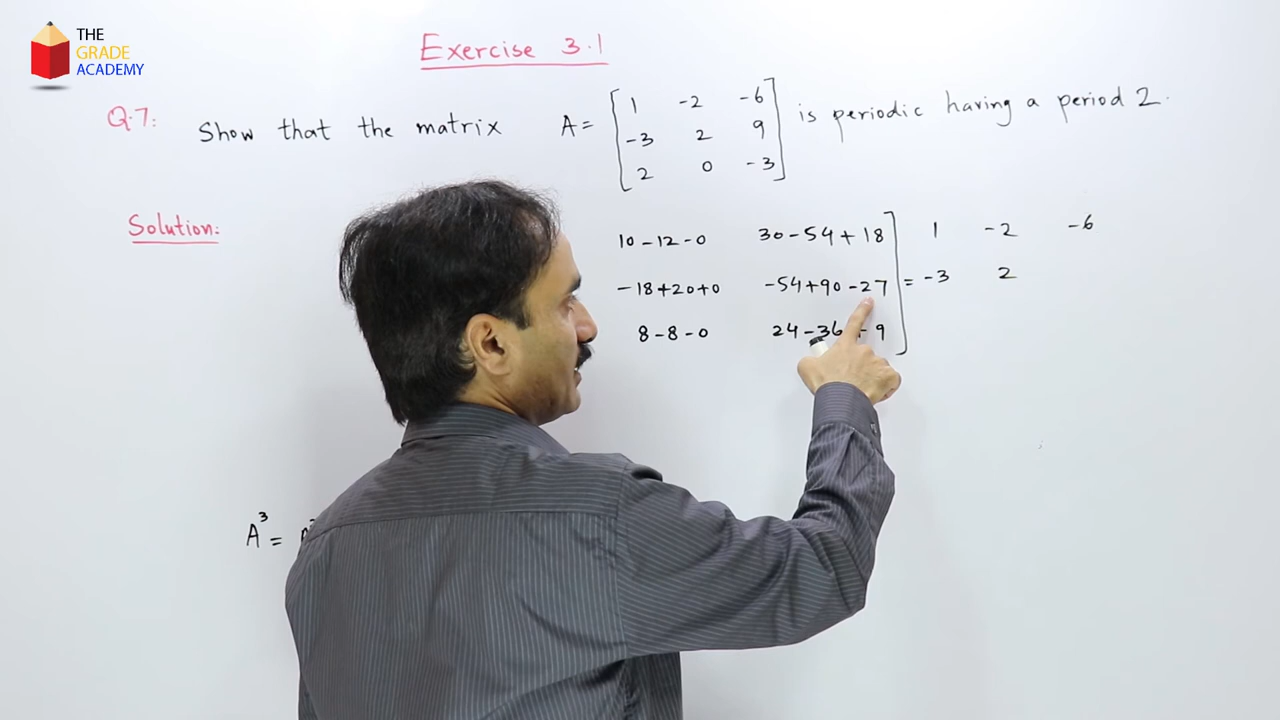 THE
GRADE
ACADEMY
Exercise 3.1
Q.7: Show that the matrix A = [1 -2 -6
-3 2 9
2 0 -3] is periodic having a period 2.
Solution:
10-12-0 30-54+18 ] 1 -2 -6
-18+20+0 -54+90-27 = -3 2
8-8-0 24-36 + 9
A³ =